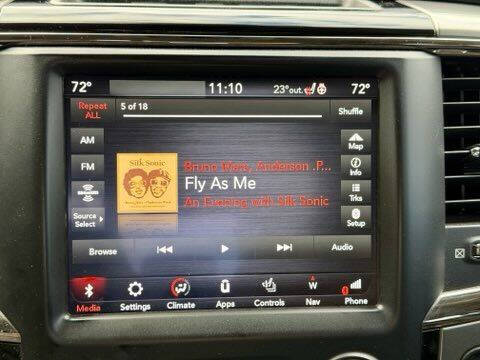 72° 11:10 23°out. 72°
Repeat ALL 5 of 18 Shuffle
AM
FM
Source Select
Silk Sonic
Bruno Mars, Anderson .P...
Fly As Me
An Evening with Silk Sonic
Map
Info
Trks
Setup
Browse Audio
Media Settings Climate Apps Controls W Nav Phone